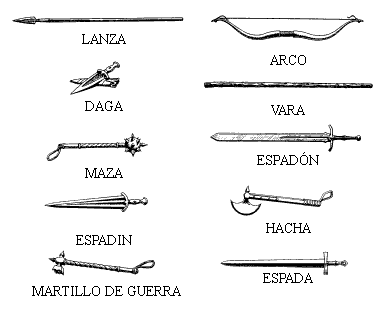 LANZA
ARCO
DAGA
VARA
MAZA
ESPADÓN
ESPADIN
HACHA
MARTILLO DE GUERRA
ESPADA